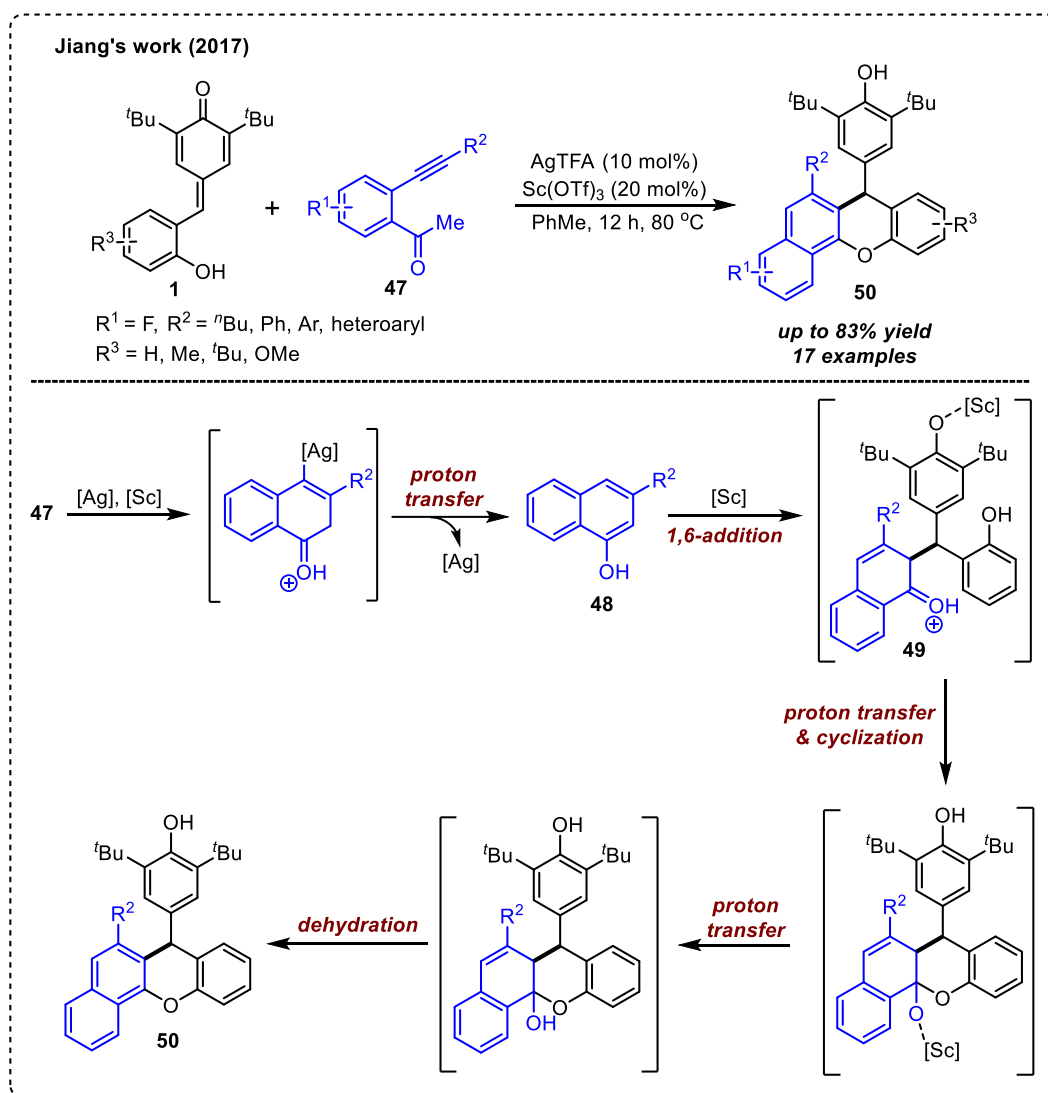 Jiang's work (2017)
O
tBu
tBu
R3
OH
1
+
R1
R2
Me
O
47
AgTFA (10 mol%)
Sc(OTf)3 (20 mol%)
PhMe, 12 h, 80 oC
OH
tBu
tBu
R2
R3
O
R1
50
R1 = F, R2 = nBu, Ph, Ar, heteroaryl
R3 = H, Me, tBu, OMe
up to 83% yield
17 examples
47
[Ag], [Sc]
[Ag]
R2
OH
⊕
proton
transfer
[Ag]
R2
OH
48
[Sc]
1,6-addition
O
[Sc]
tBu
tBu
R2
OH
OH
⊕
49
proton transfer
& cyclization
OH
tBu
tBu
R2
O
O
[Sc]
proton
transfer
OH
tBu
tBu
R2
O
OH
dehydration
OH
tBu
tBu
R2
O
50